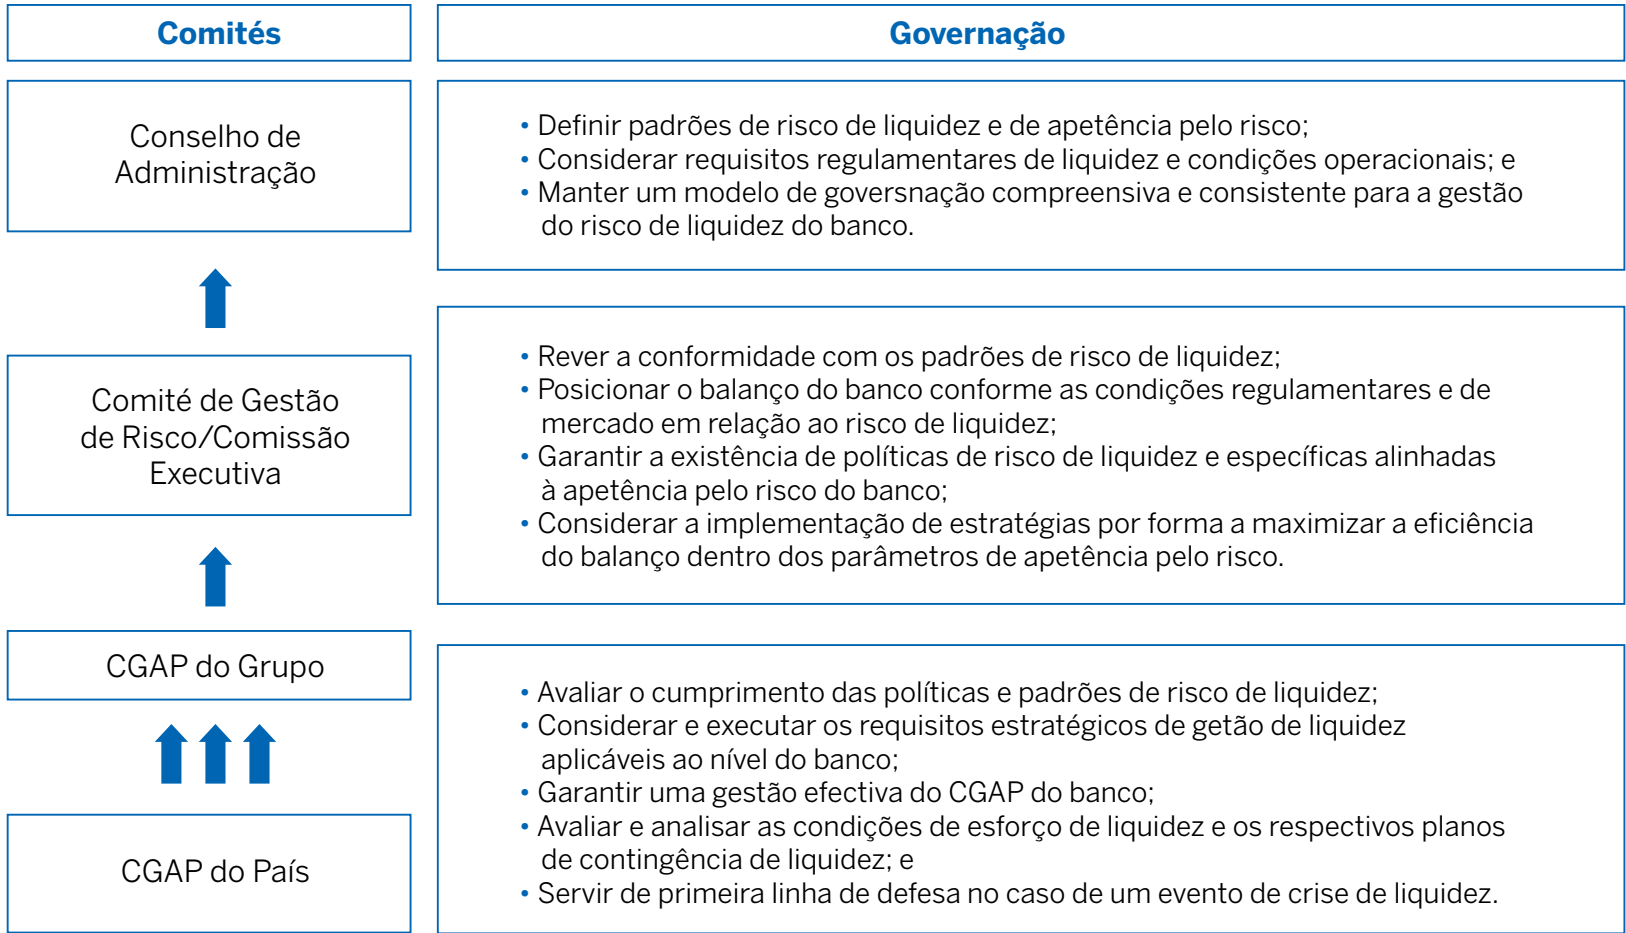 Comités
Governação
Conselho de
Administração
• Definir padrões de risco de liquidez e de apetência pelo risco;
• Considerar requisitos regulamentares de liquidez e condições operacionais; e
• Manter um modelo de goversnação compreensiva e consistente para a gestão
do risco de liquidez do banco.
Comité de Gestão
de Risco/Comissão
Executiva
• Rever a conformidade com os padrões de risco de liquidez;
• Posicionar o balanço do banco conforme as condições regulamentares e de
mercado em relação ao risco de liquidez;
• Garantir a existência de políticas de risco de liquidez e específicas alinhadas
à apetência pelo risco do banco;
• Considerar a implementação de estratégias por forma a maximizar a eficiência
do balanço dentro dos parâmetros de apetência pelo risco.
CGAP do Grupo
CGAP do País
• Avaliar o cumprimento das políticas e padrões de risco de liquidez;
• Considerar e executar os requisitos estratégicos de getão de liquidez
aplicáveis ao nível do banco;
• Garantir uma gestão efectiva do CGAP do banco;
• Avaliar e analisar as condições de esforço de liquidez e os respectivos planos
de contingência de liquidez; e
• Servir de primeira linha de defesa no caso de um evento de crise de liquidez.